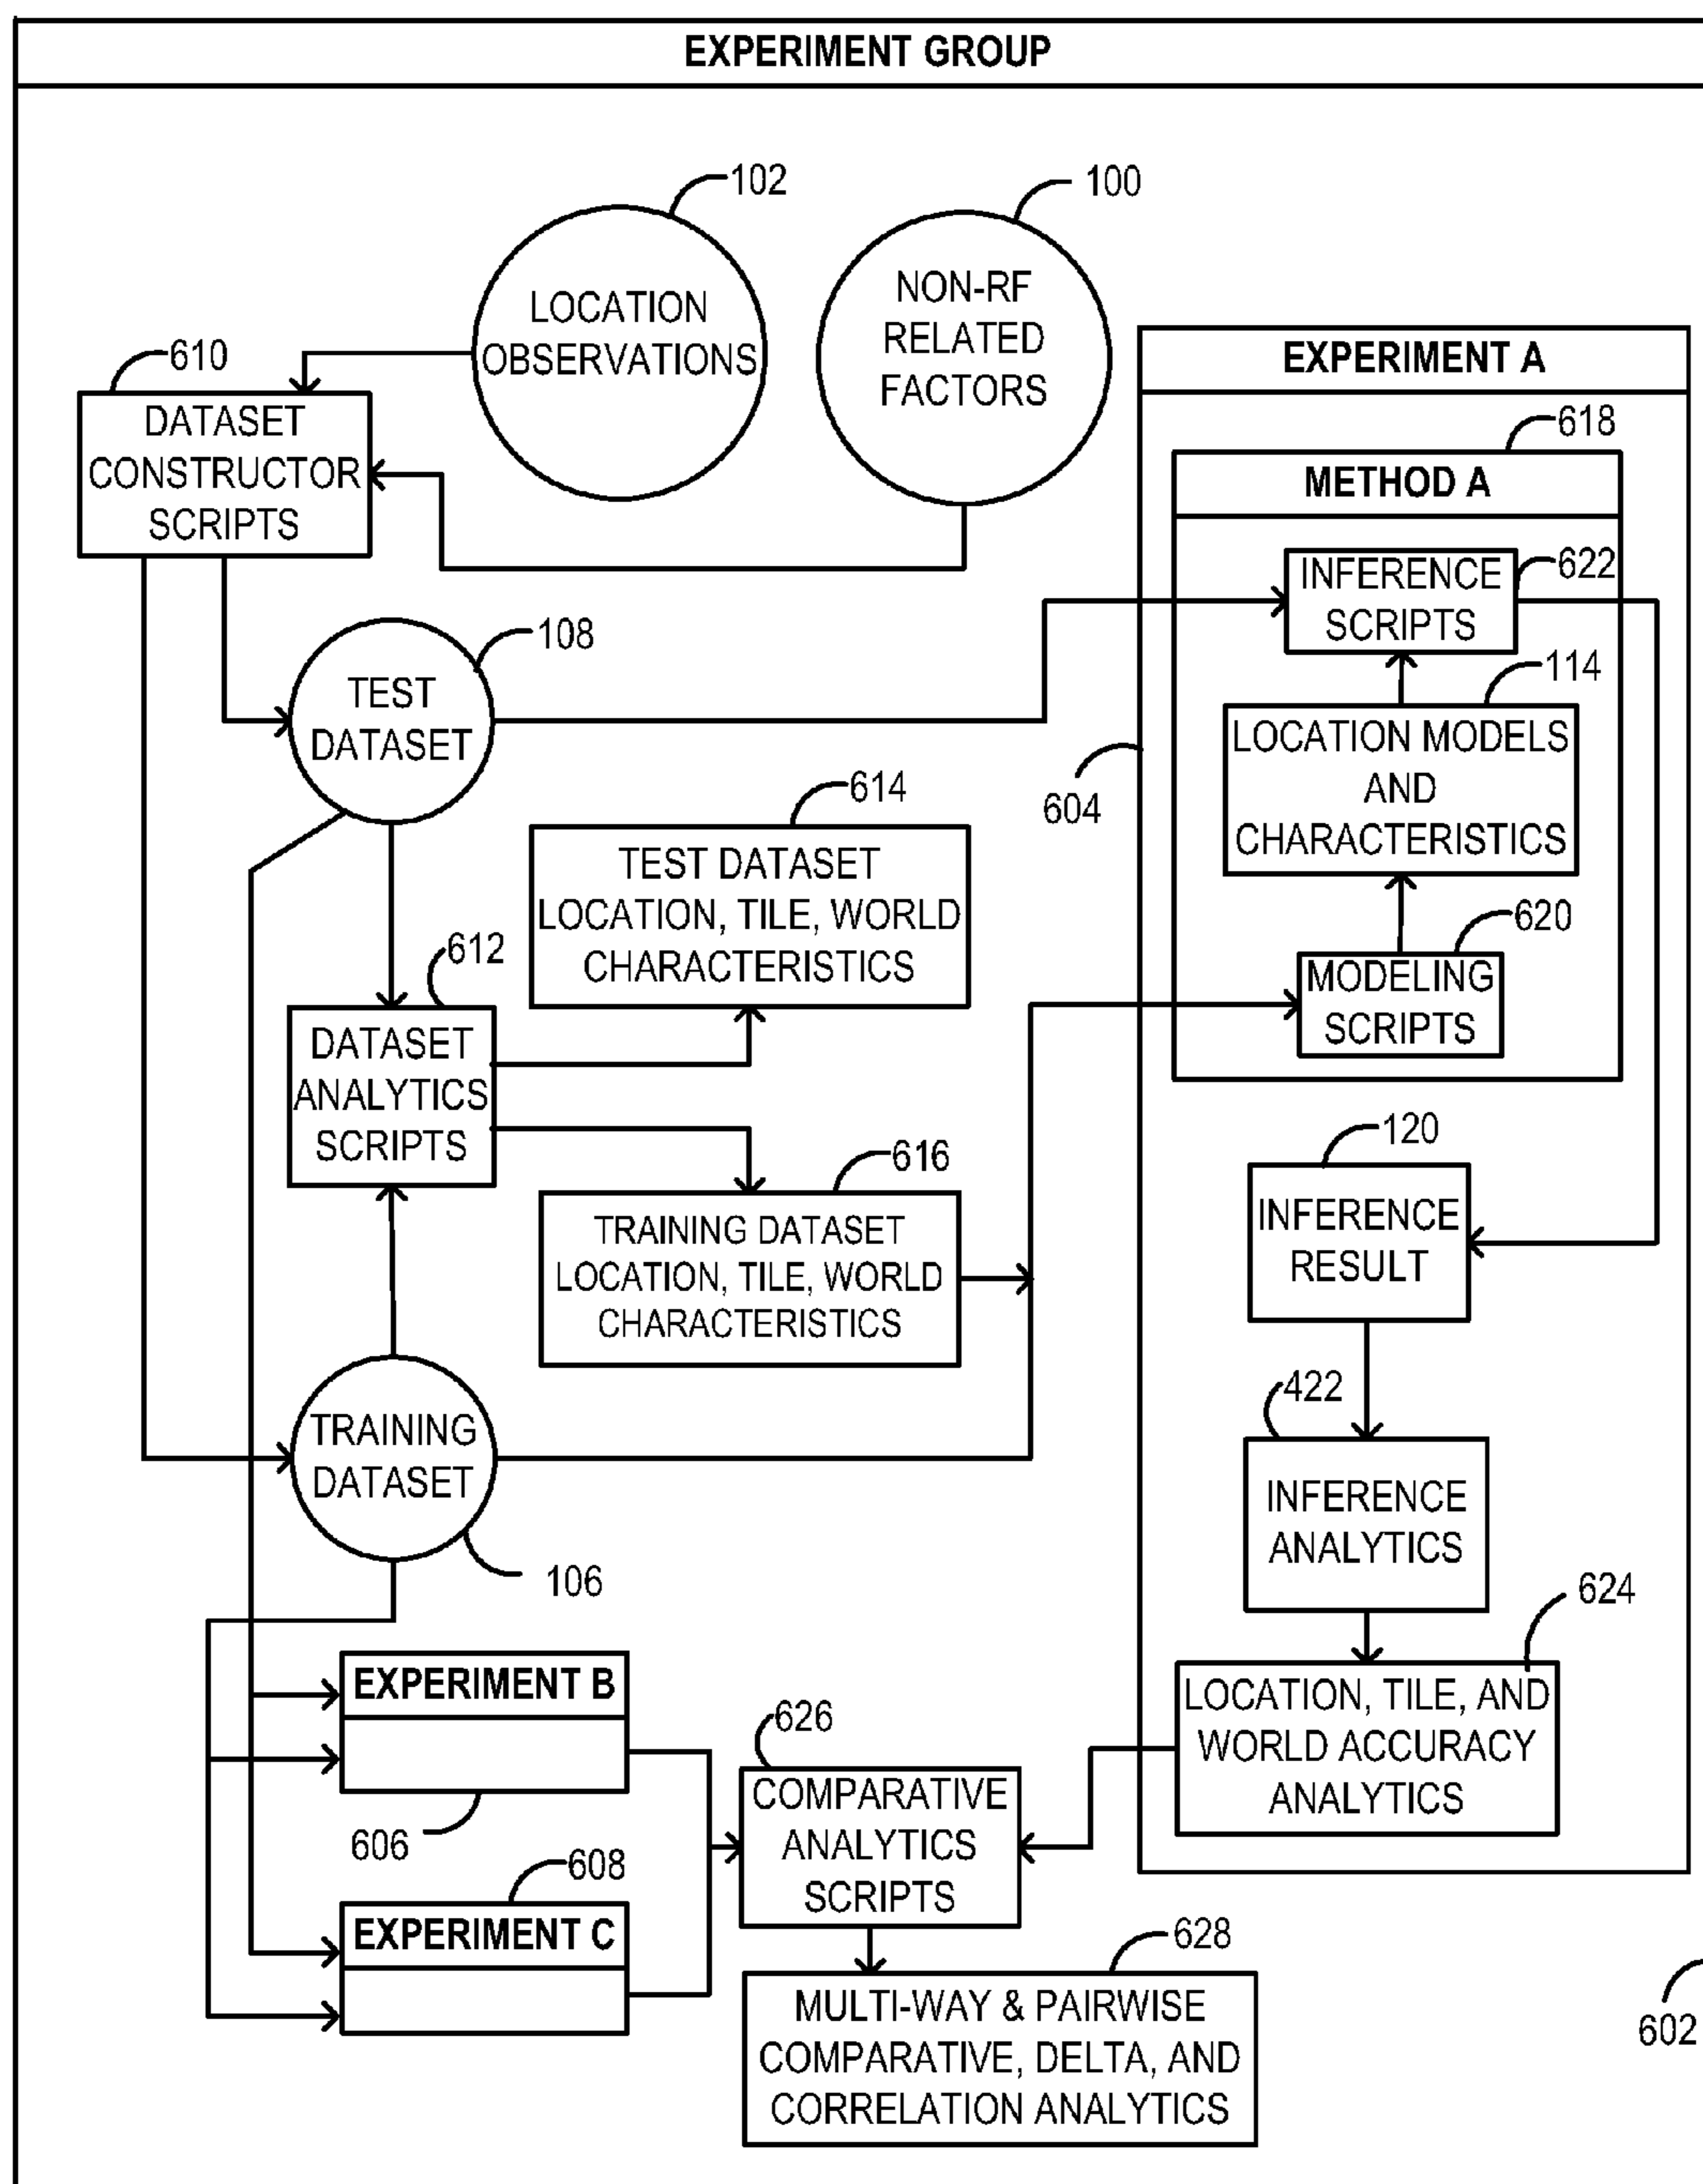 EXPERIMENT GROUP
102
100
LOCATION
OBSERVATIONS
NON-RF
RELATED
FACTORS
610
DATASET
CONSTRUCTOR
SCRIPTS
EXPERIMENT A
618
METHOD A
INFERENCE
SCRIPTS
622
114
LOCATION MODELS
AND
CHARACTERISTICS
620
MODELING
SCRIPTS
604
108
TEST
DATASET
614
TEST DATASET
LOCATION, TILE, WORLD
CHARACTERISTICS
612
DATASET
ANALYTICS
SCRIPTS
616
TRAINING DATASET
LOCATION, TILE, WORLD
CHARACTERISTICS
120
INFERENCE
RESULT
TRAINING
DATASET
106
422
INFERENCE
ANALYTICS
624
LOCATION, TILE, AND
WORLD ACCURACY
ANALYTICS
EXPERIMENT B
606
608
EXPERIMENT C
626
COMPARATIVE
ANALYTICS
SCRIPTS
628
MULTI-WAY & PAIRWISE
COMPARATIVE, DELTA, AND
CORRELATION ANALYTICS
602